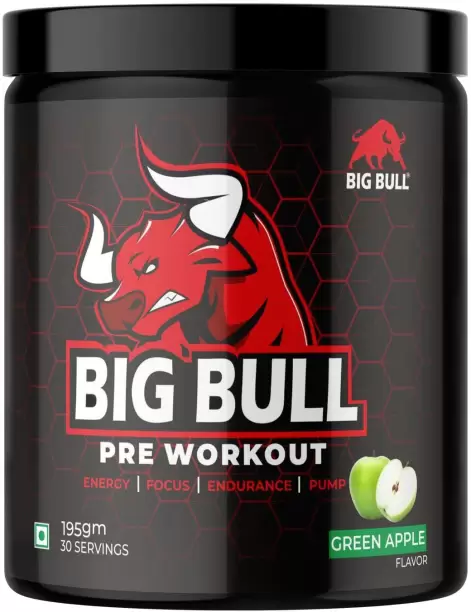 BIG BULL®
BIG BULL
PRE WORKOUT
ENERGY | FOCUS | ENDURANCE | PUMP
195gm
30 SERVINGS
GREEN APPLE
FLAVOR